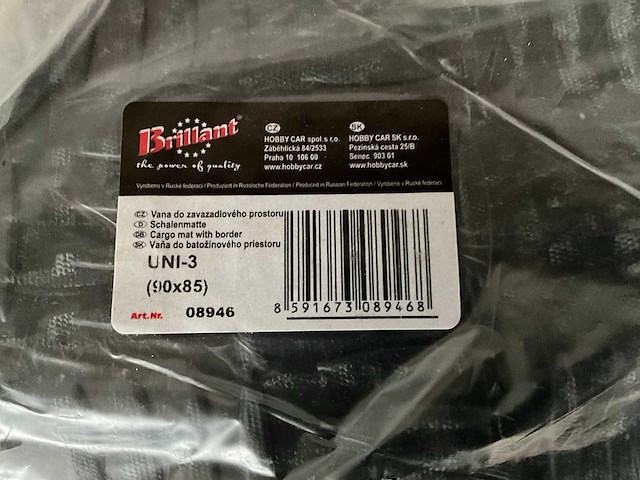 Brillant
the power of quality
CZ
HOBBY CAR spol.s r.o.
Záběhlická 84/2533
Praha 10 106 00
www.hobbycar.cz
SK
HOBBY CAR SK s.r.o.
Pezinská cesta 25/B
Senec 903 01
www.hobbycar.sk
Vyrobeno v Ruské federaci / Produziert in Russische Föderation / Produced in Russian Federation / Vyrobeno v Ruské federaci
CZ Vana do zavazadlového prostoru
D Schalenmatte
GB Cargo mat with border
SK Vaňa do batožinového priestoru
UNI-3
(90x85)
Art.Nr. 08946
8 591673 089468